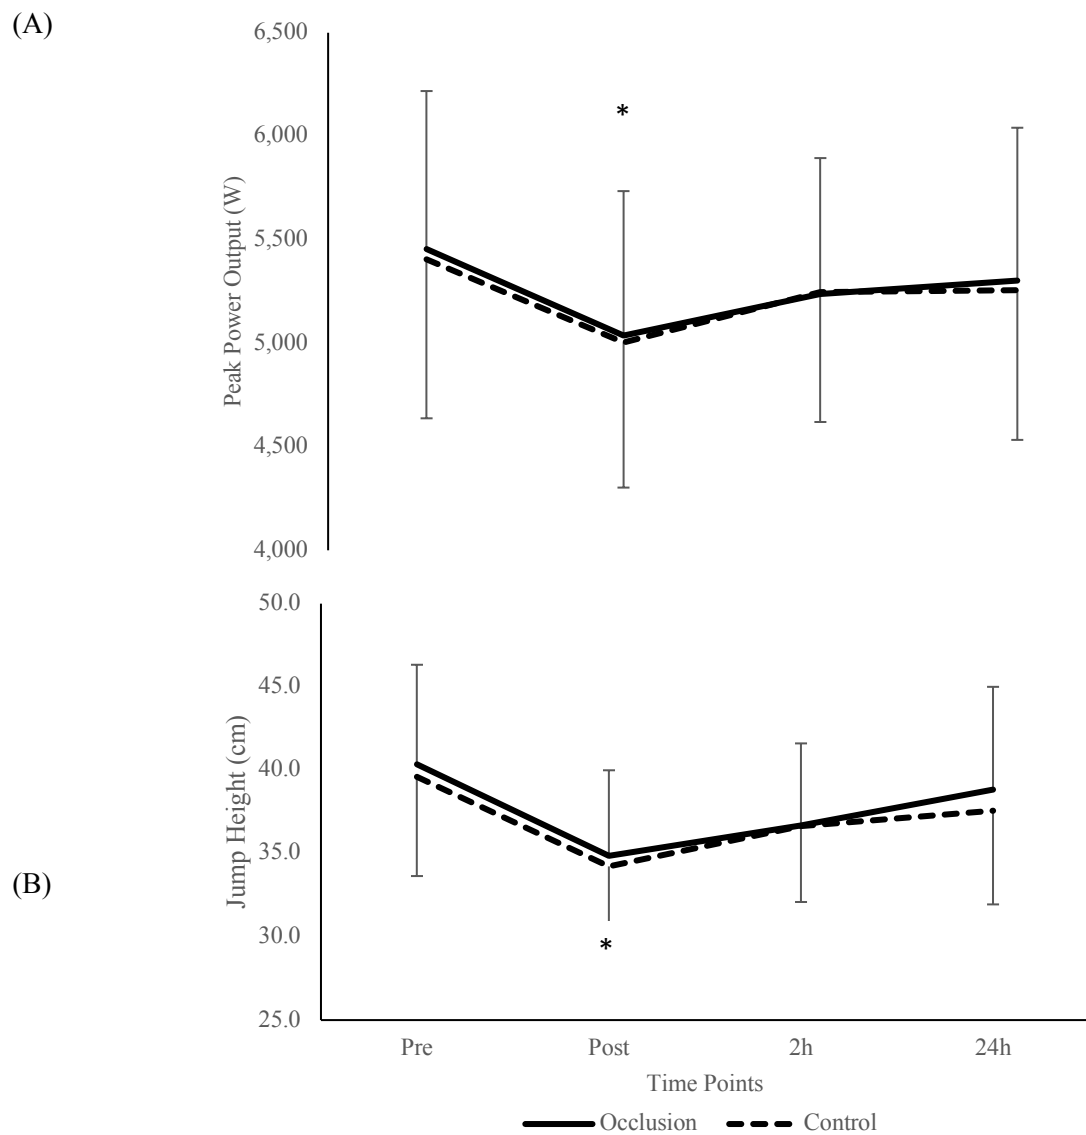 (A)
6,500
6,000
5,500
5,000
4,500
4,000
Peak Power Output (W)
*
(B)
50.0
45.0
40.0
35.0
30.0
25.0
Jump Height (cm)
*
Pre Post 2h 24h
Time Points
Occlusion Control